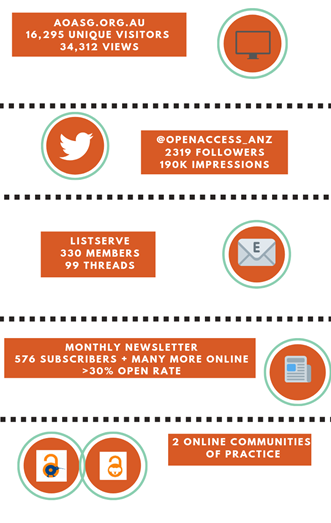 AOASG.ORG.AU
16,295 UNIQUE VISITORS
34,312 VIEWS
@OPENACCESS_ANZ
2319 FOLLOWERS
190K IMPRESSIONS
LISTSERVE
330 MEMBERS
99 THREADS
E
MONTHLY NEWSLETTER
576 SUBSCRIBERS + MANY MORE ONLINE
>30% OPEN RATE
2 ONLINE COMMUNITIES
OF PRACTICE